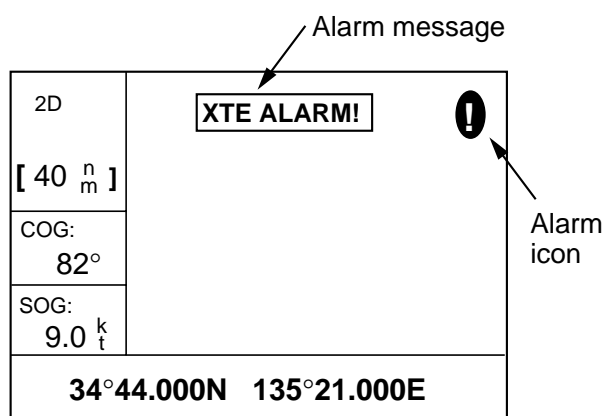 Alarm message
2D
XTE ALARM!
!
[ 40 nm ]
Alarm
icon
COG:
82°
SOG:
9.0 kt
34°44.000N 135°21.000E